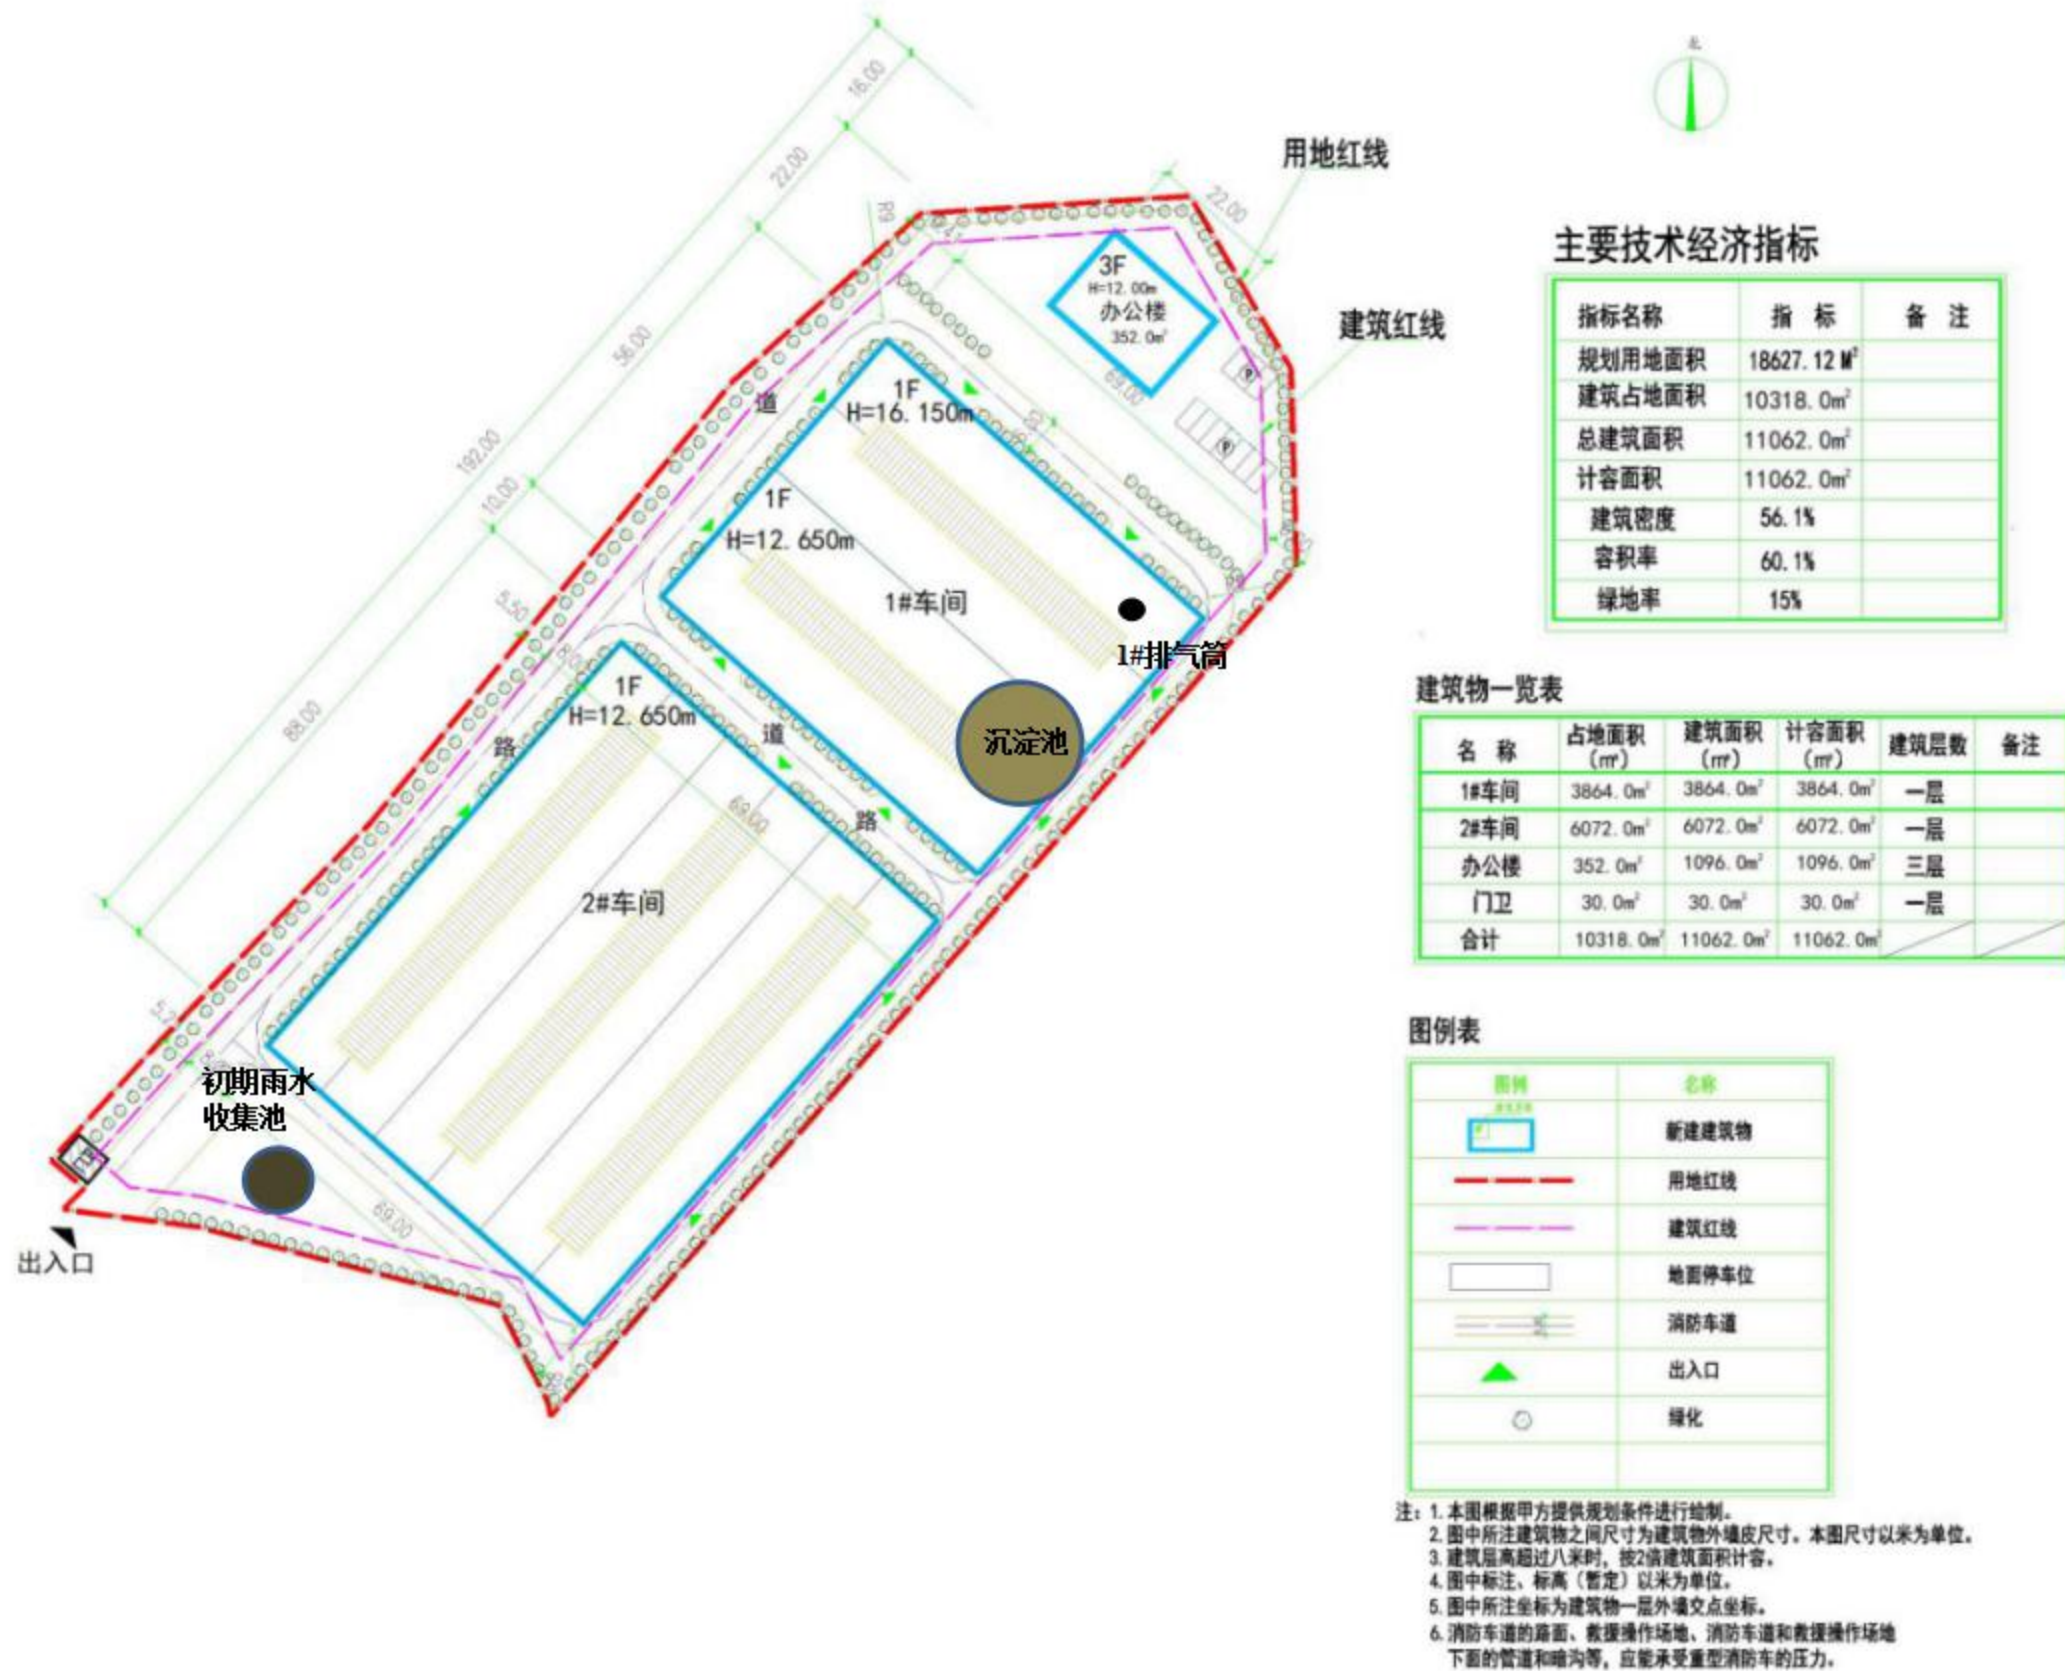 北
16.00
22.00
56.00
192.00
10.00
88.00
5.50
8.00
R9
22.00
用地红线
建筑红线
3F
H=12.00m
办公楼
352.0㎡
69.00
P
P
1F
H=16.150m
道
1F
H=12.650m
1#车间
1#排气筒
沉淀池
1F
H=12.650m
路
道
69.00
路
2#车间
初期雨水
收集池
69.00
出入口
主要技术经济指标
指标名称 指 标 备 注
规划用地面积 18627.12 M²
建筑占地面积 10318.0㎡
总建筑面积 11062.0㎡
计容面积 11062.0㎡
建筑密度 56.1%
容积率 60.1%
绿地率 15%
建筑物一览表
名 称 占地面积(㎡) 建筑面积(㎡) 计容面积(㎡) 建筑层数 备注
1#车间 3864.0㎡ 3864.0㎡ 3864.0㎡ 一层
2#车间 6072.0㎡ 6072.0㎡ 6072.0㎡ 一层
办公楼 352.0㎡ 1096.0㎡ 1096.0㎡ 三层
门卫 30.0㎡ 30.0㎡ 30.0㎡ 一层
合计 10318.0㎡ 11062.0㎡ 11062.0㎡
图例表
图例 名称
新建建筑物
用地红线
建筑红线
地面停车位
消防车道
出入口
绿化
注：1.本图根据甲方提供规划条件进行绘制。
2.图中所注建筑物之间尺寸为建筑物外墙皮尺寸。本图尺寸以米为单位。
3.建筑层高超过八米时，按2倍建筑面积计容。
4.图中标注、标高（暂定）以米为单位。
5.图中所注坐标为建筑物一层外墙交点坐标。
6.消防车道的路面、救援操作场地、消防车道和救援操作场地
下面的管道和暗沟等，应能承受重型消防车的压力。